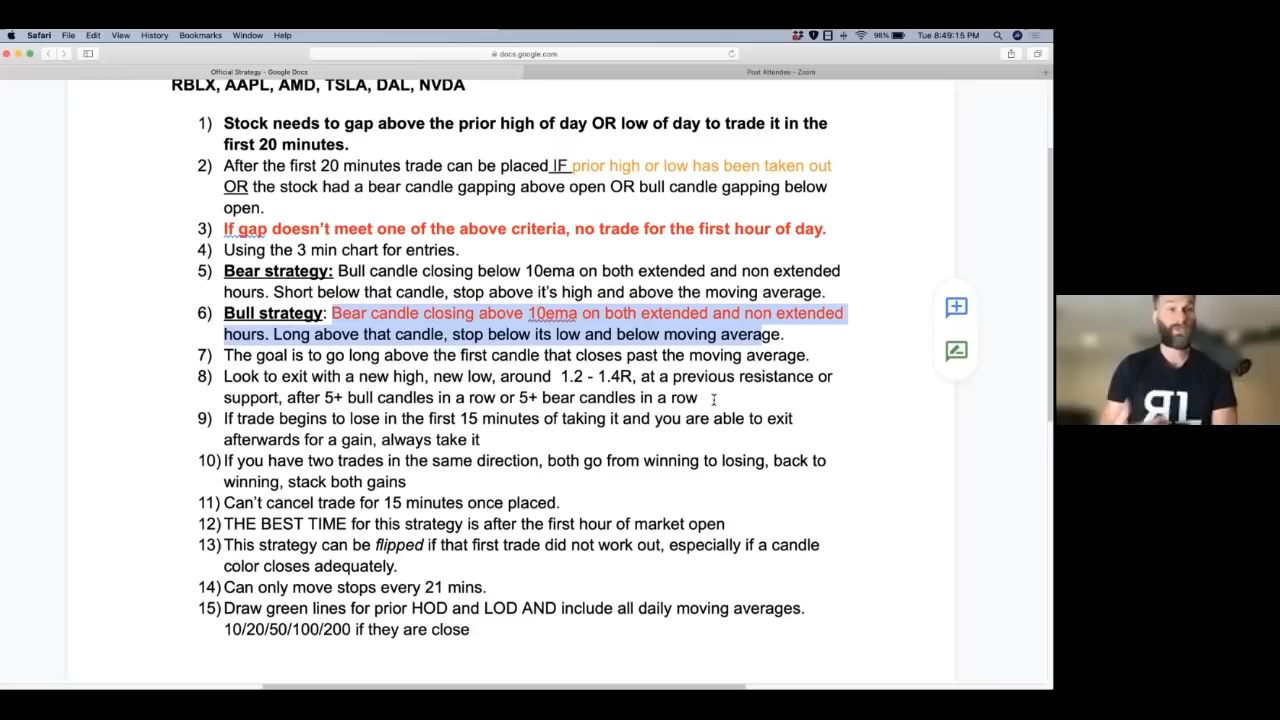 Safari File Edit View History Bookmarks Window Help 98% Tue 8:49:15 PM
docs.google.com
Official Strategy - Google Docs Post Attendee - Zoom
RBLX, AAPL, AMD, TSLA, DAL, NVDA
1) Stock needs to gap above the prior high of day OR low of day to trade it in the
first 20 minutes.
2) After the first 20 minutes trade can be placed IF prior high or low has been taken out
OR the stock had a bear candle gapping above open OR bull candle gapping below
open.
3) If gap doesn't meet one of the above criteria, no trade for the first hour of day.
4) Using the 3 min chart for entries.
5) Bear strategy: Bull candle closing below 10ema on both extended and non extended
hours. Short below that candle, stop above it's high and above the moving average.
6) Bull strategy: Bear candle closing above 10ema on both extended and non extended
hours. Long above that candle, stop below its low and below moving average.
7) The goal is to go long above the first candle that closes past the moving average.
8) Look to exit with a new high, new low, around 1.2 - 1.4R, at a previous resistance or
support, after 5+ bull candles in a row or 5+ bear candles in a row
9) If trade begins to lose in the first 15 minutes of taking it and you are able to exit
afterwards for a gain, always take it
10) If you have two trades in the same direction, both go from winning to losing, back to
winning, stack both gains
11) Can't cancel trade for 15 minutes once placed.
12) THE BEST TIME for this strategy is after the first hour of market open
13) This strategy can be flipped if that first trade did not work out, especially if a candle
color closes adequately.
14) Can only move stops every 21 mins.
15) Draw green lines for prior HOD and LOD AND include all daily moving averages.
10/20/50/100/200 if they are close